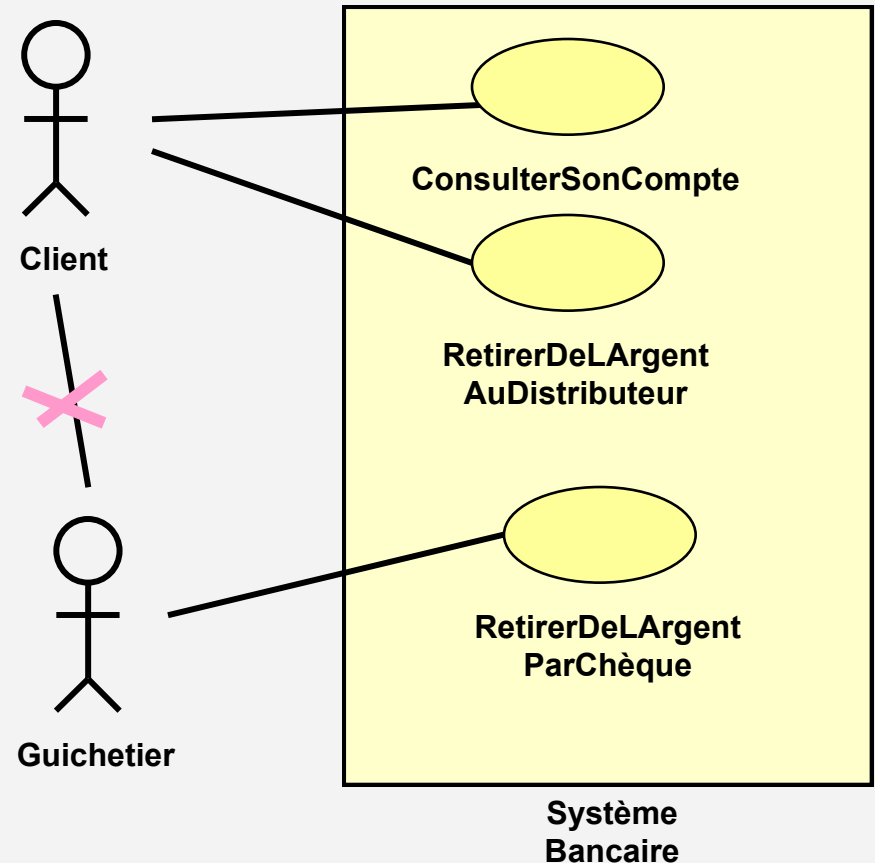 ConsulterSonCompte
Client
RetirerDeLArgent
AuDistributeur
RetirerDeLArgent
ParChèque
Guichetier
Système
Bancaire